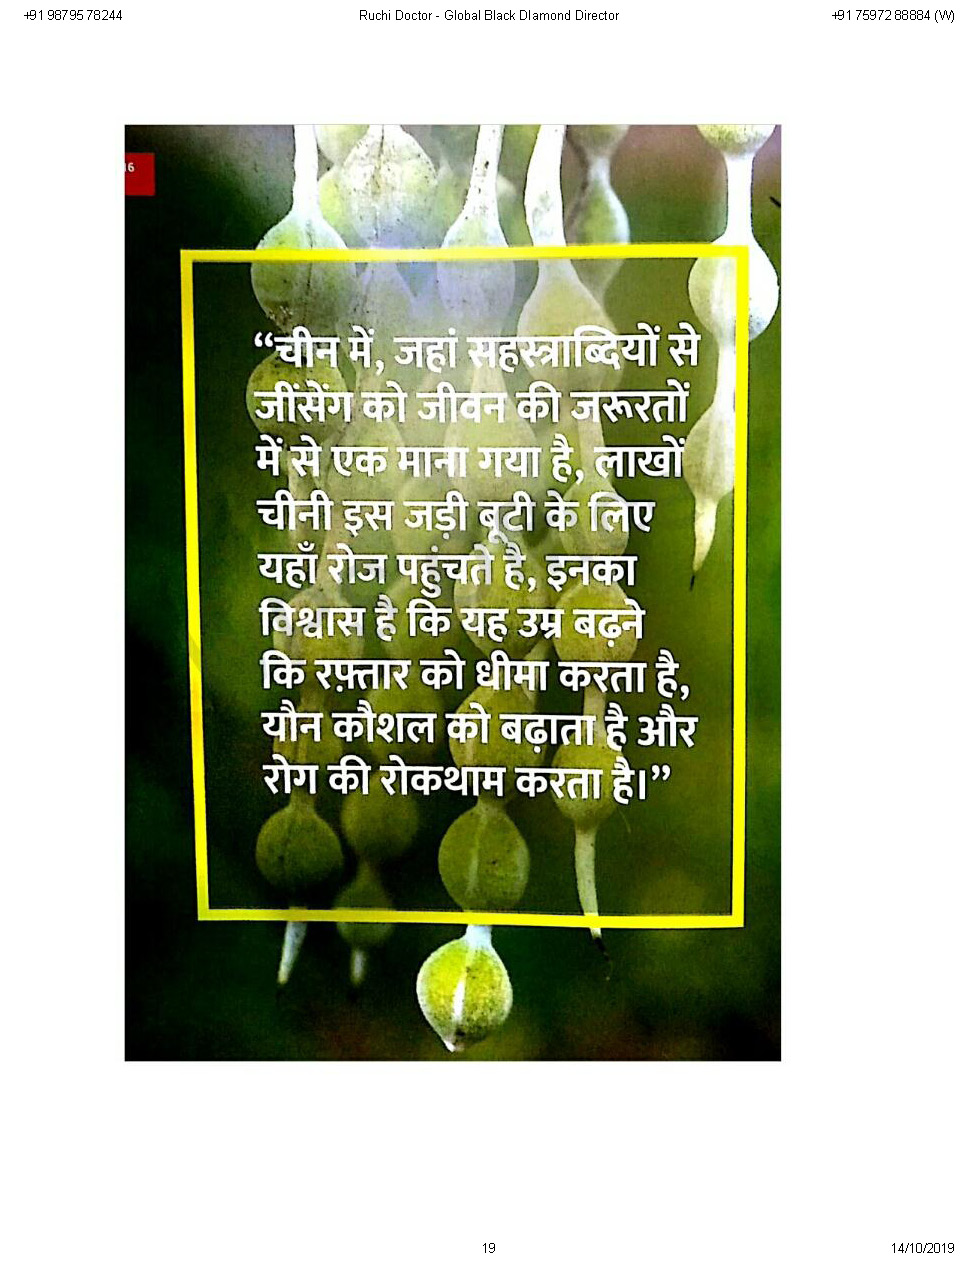 +91 98795 78244 Ruchi Doctor - Global Black DIamond Director +91 75972 88884 (W)
16
“चीन में, जहां सहस्त्राब्दियों से
जींसेंग को जीवन की जरूरतों
में से एक माना गया है, लाखों
चीनी इस जड़ी बूटी के लिए
यहाँ रोज पहुंचते है, इनका
विश्वास है कि यह उम्र बढ़ने
कि रफ़्तार को धीमा करता है,
यौन कौशल को बढ़ाता है और
रोग की रोकथाम करता है।”
19 14/10/2019